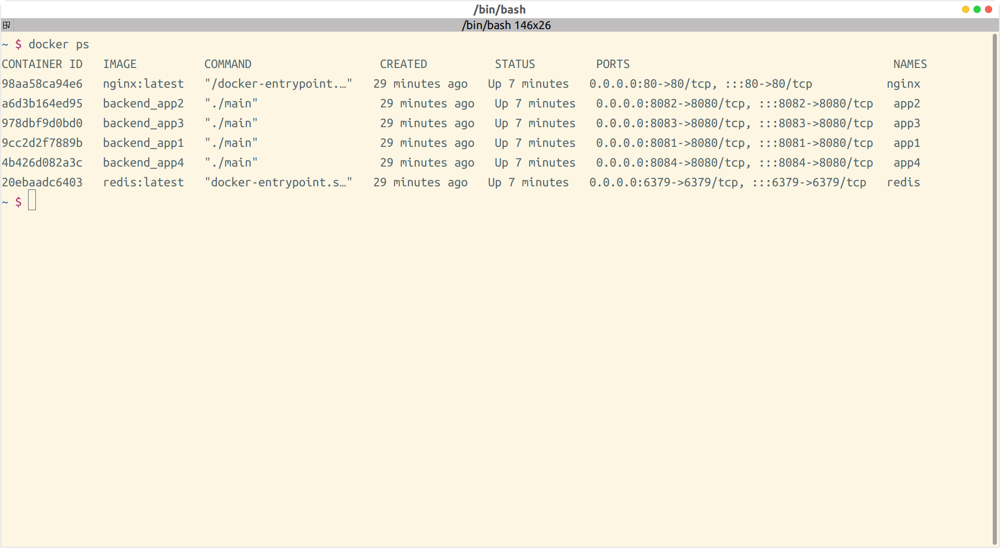 /bin/bash
/bin/bash 146x26
~ $ docker ps
CONTAINER ID   IMAGE          COMMAND                   CREATED          STATUS         PORTS                                       NAMES
98aa58ca94e6   nginx:latest   "/docker-entrypoint.…"   29 minutes ago   Up 7 minutes   0.0.0.0:80->80/tcp, :::80->80/tcp           nginx
a6d3b164ed95   backend_app2   "./main"                  29 minutes ago   Up 7 minutes   0.0.0.0:8082->8080/tcp, :::8082->8080/tcp   app2
978dbf9d0bd0   backend_app3   "./main"                  29 minutes ago   Up 7 minutes   0.0.0.0:8083->8080/tcp, :::8083->8080/tcp   app3
9cc2d2f7889b   backend_app1   "./main"                  29 minutes ago   Up 7 minutes   0.0.0.0:8081->8080/tcp, :::8081->8080/tcp   app1
4b426d082a3c   backend_app4   "./main"                  29 minutes ago   Up 7 minutes   0.0.0.0:8084->8080/tcp, :::8084->8080/tcp   app4
20ebaadc6403   redis:latest   "docker-entrypoint.s…"   29 minutes ago   Up 7 minutes   0.0.0.0:6379->6379/tcp, :::6379->6379/tcp   redis
~ $